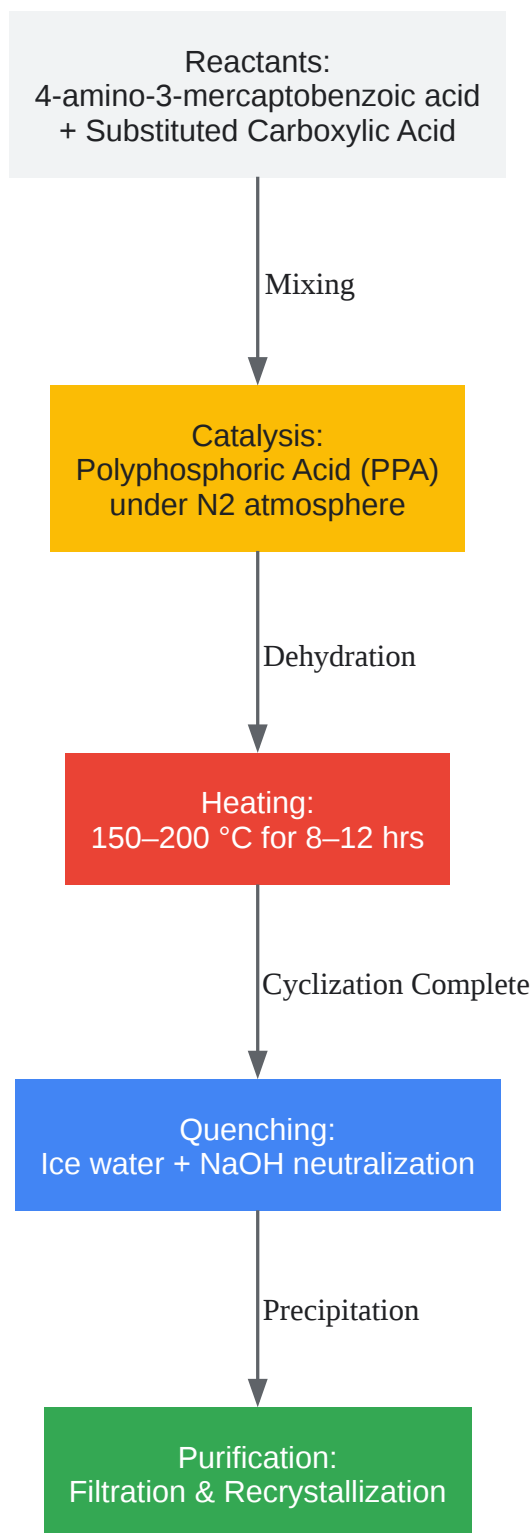 Reactants:
4-amino-3-mercaptobenzoic acid
+ Substituted Carboxylic Acid
Mixing
Catalysis:
Polyphosphoric Acid (PPA)
under N2 atmosphere
Dehydration
Heating:
150–200 °C for 8–12 hrs
Cyclization Complete
Quenching:
Ice water + NaOH neutralization
Precipitation
Purification:
Filtration & Recrystallization